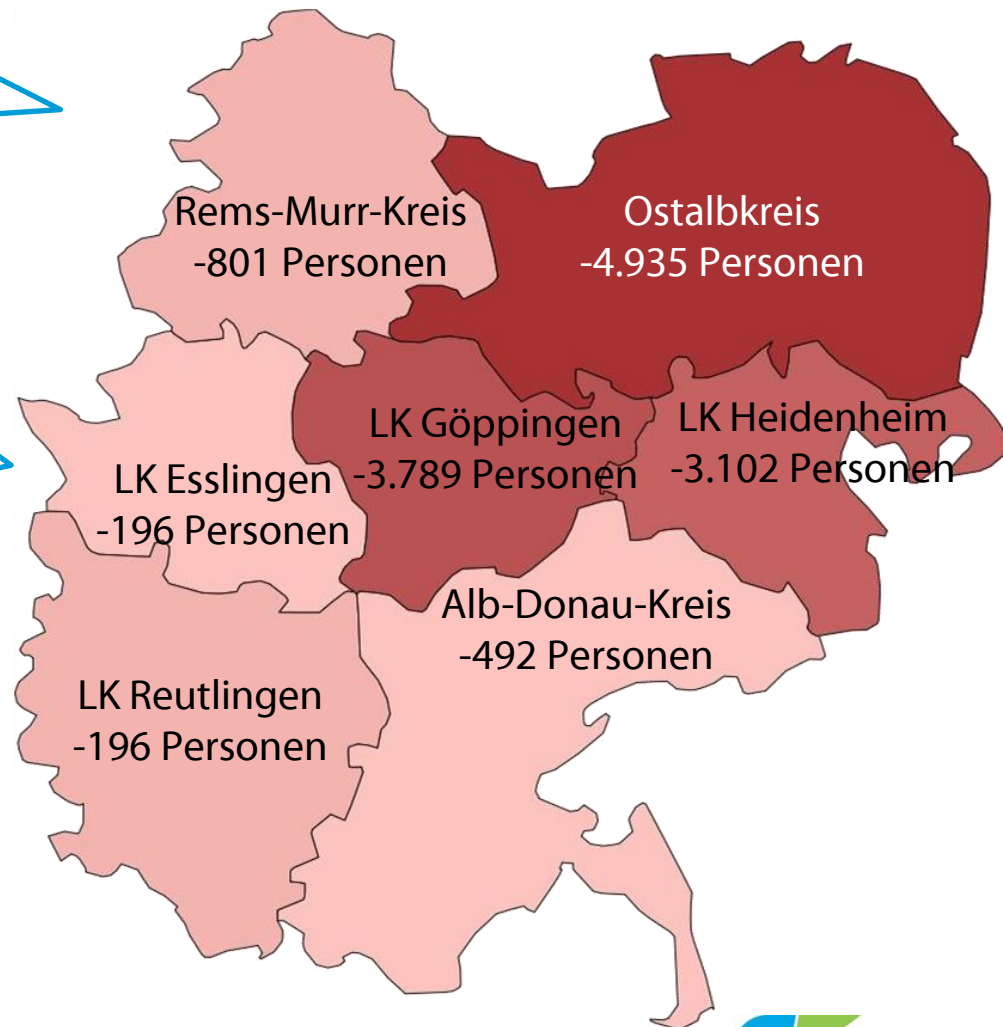 Rems-Murr-Kreis
-801 Personen
Ostalbkreis
-4.935 Personen
LK Göppingen
-3.789 Personen
LK Heidenheim
-3.102 Personen
LK Esslingen
-196 Personen
Alb-Donau-Kreis
-492 Personen
LK Reutlingen
-196 Personen